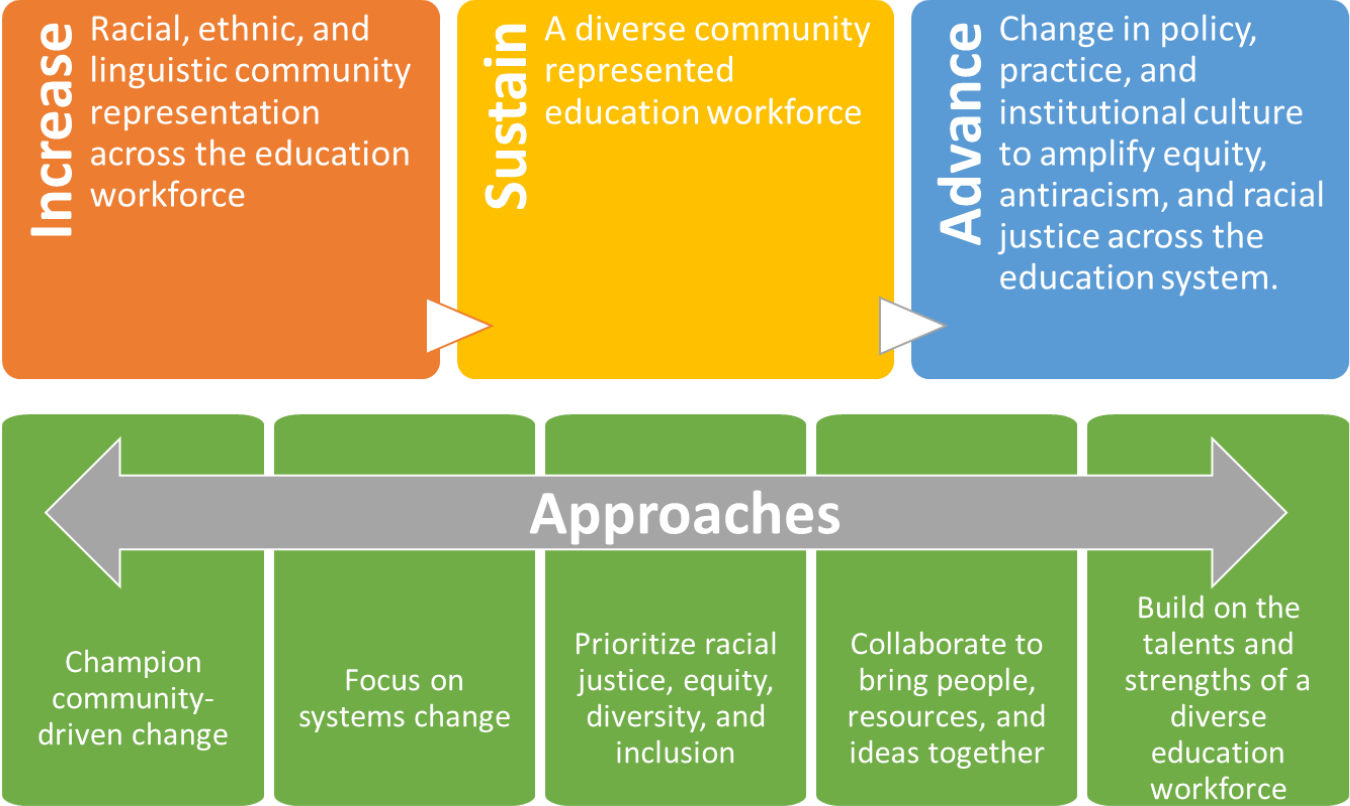 Increase
Racial, ethnic, and
linguistic community
representation
across the education
workforce
Sustain
A diverse community
represented
education workforce
Advance
Change in policy,
practice, and
institutional culture
to amplify equity,
antiracism, and racial
justice across the
education system.
Approaches
Champion
community-
driven change
Focus on
systems change
Prioritize racial
justice, equity,
diversity, and
inclusion
Collaborate to
bring people,
resources, and
ideas together
Build on the
talents and
strengths of a
diverse
education
workforce